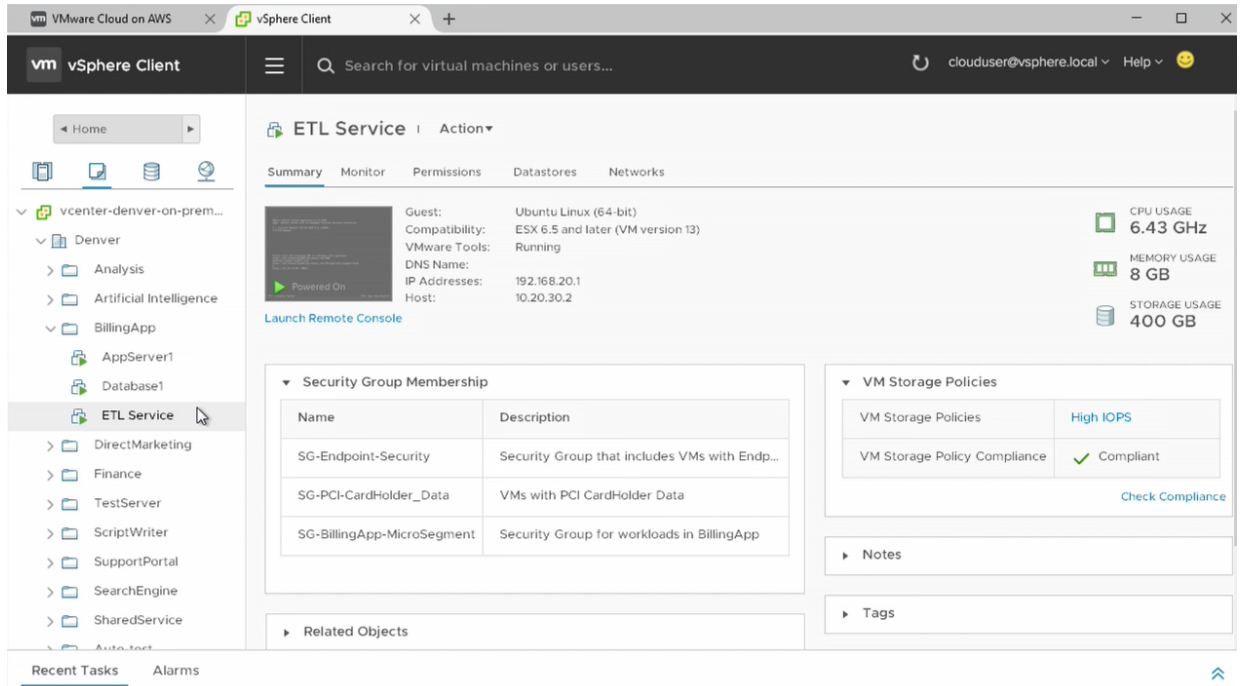 vm VMware Cloud on AWS
vSphere Client
vm vSphere Client
Search for virtual machines or users...
clouduser@vsphere.local
Help
Home
vcenter-denver-on-prem...
Denver
Analysis
Artificial Intelligence
BillingApp
AppServer1
Database1
ETL Service
DirectMarketing
Finance
TestServer
ScriptWriter
SupportPortal
SearchEngine
SharedService
Auto-test
ETL Service
Action
Summary Monitor Permissions Datastores Networks
Powered On
Launch Remote Console
Guest: Ubuntu Linux (64-bit)
Compatibility: ESX 6.5 and later (VM version 13)
VMware Tools: Running
DNS Name:
IP Addresses: 192.168.20.1
Host: 10.20.30.2
CPU USAGE
6.43 GHz
MEMORY USAGE
8 GB
STORAGE USAGE
400 GB
Security Group Membership
Name Description
SG-Endpoint-Security Security Group that includes VMs with Endp...
SG-PCI-CardHolder_Data VMs with PCI CardHolder Data
SG-BillingApp-MicroSegment Security Group for workloads in BillingApp
Related Objects
VM Storage Policies
VM Storage Policies High IOPS
VM Storage Policy Compliance Compliant
Check Compliance
Notes
Tags
Recent Tasks Alarms